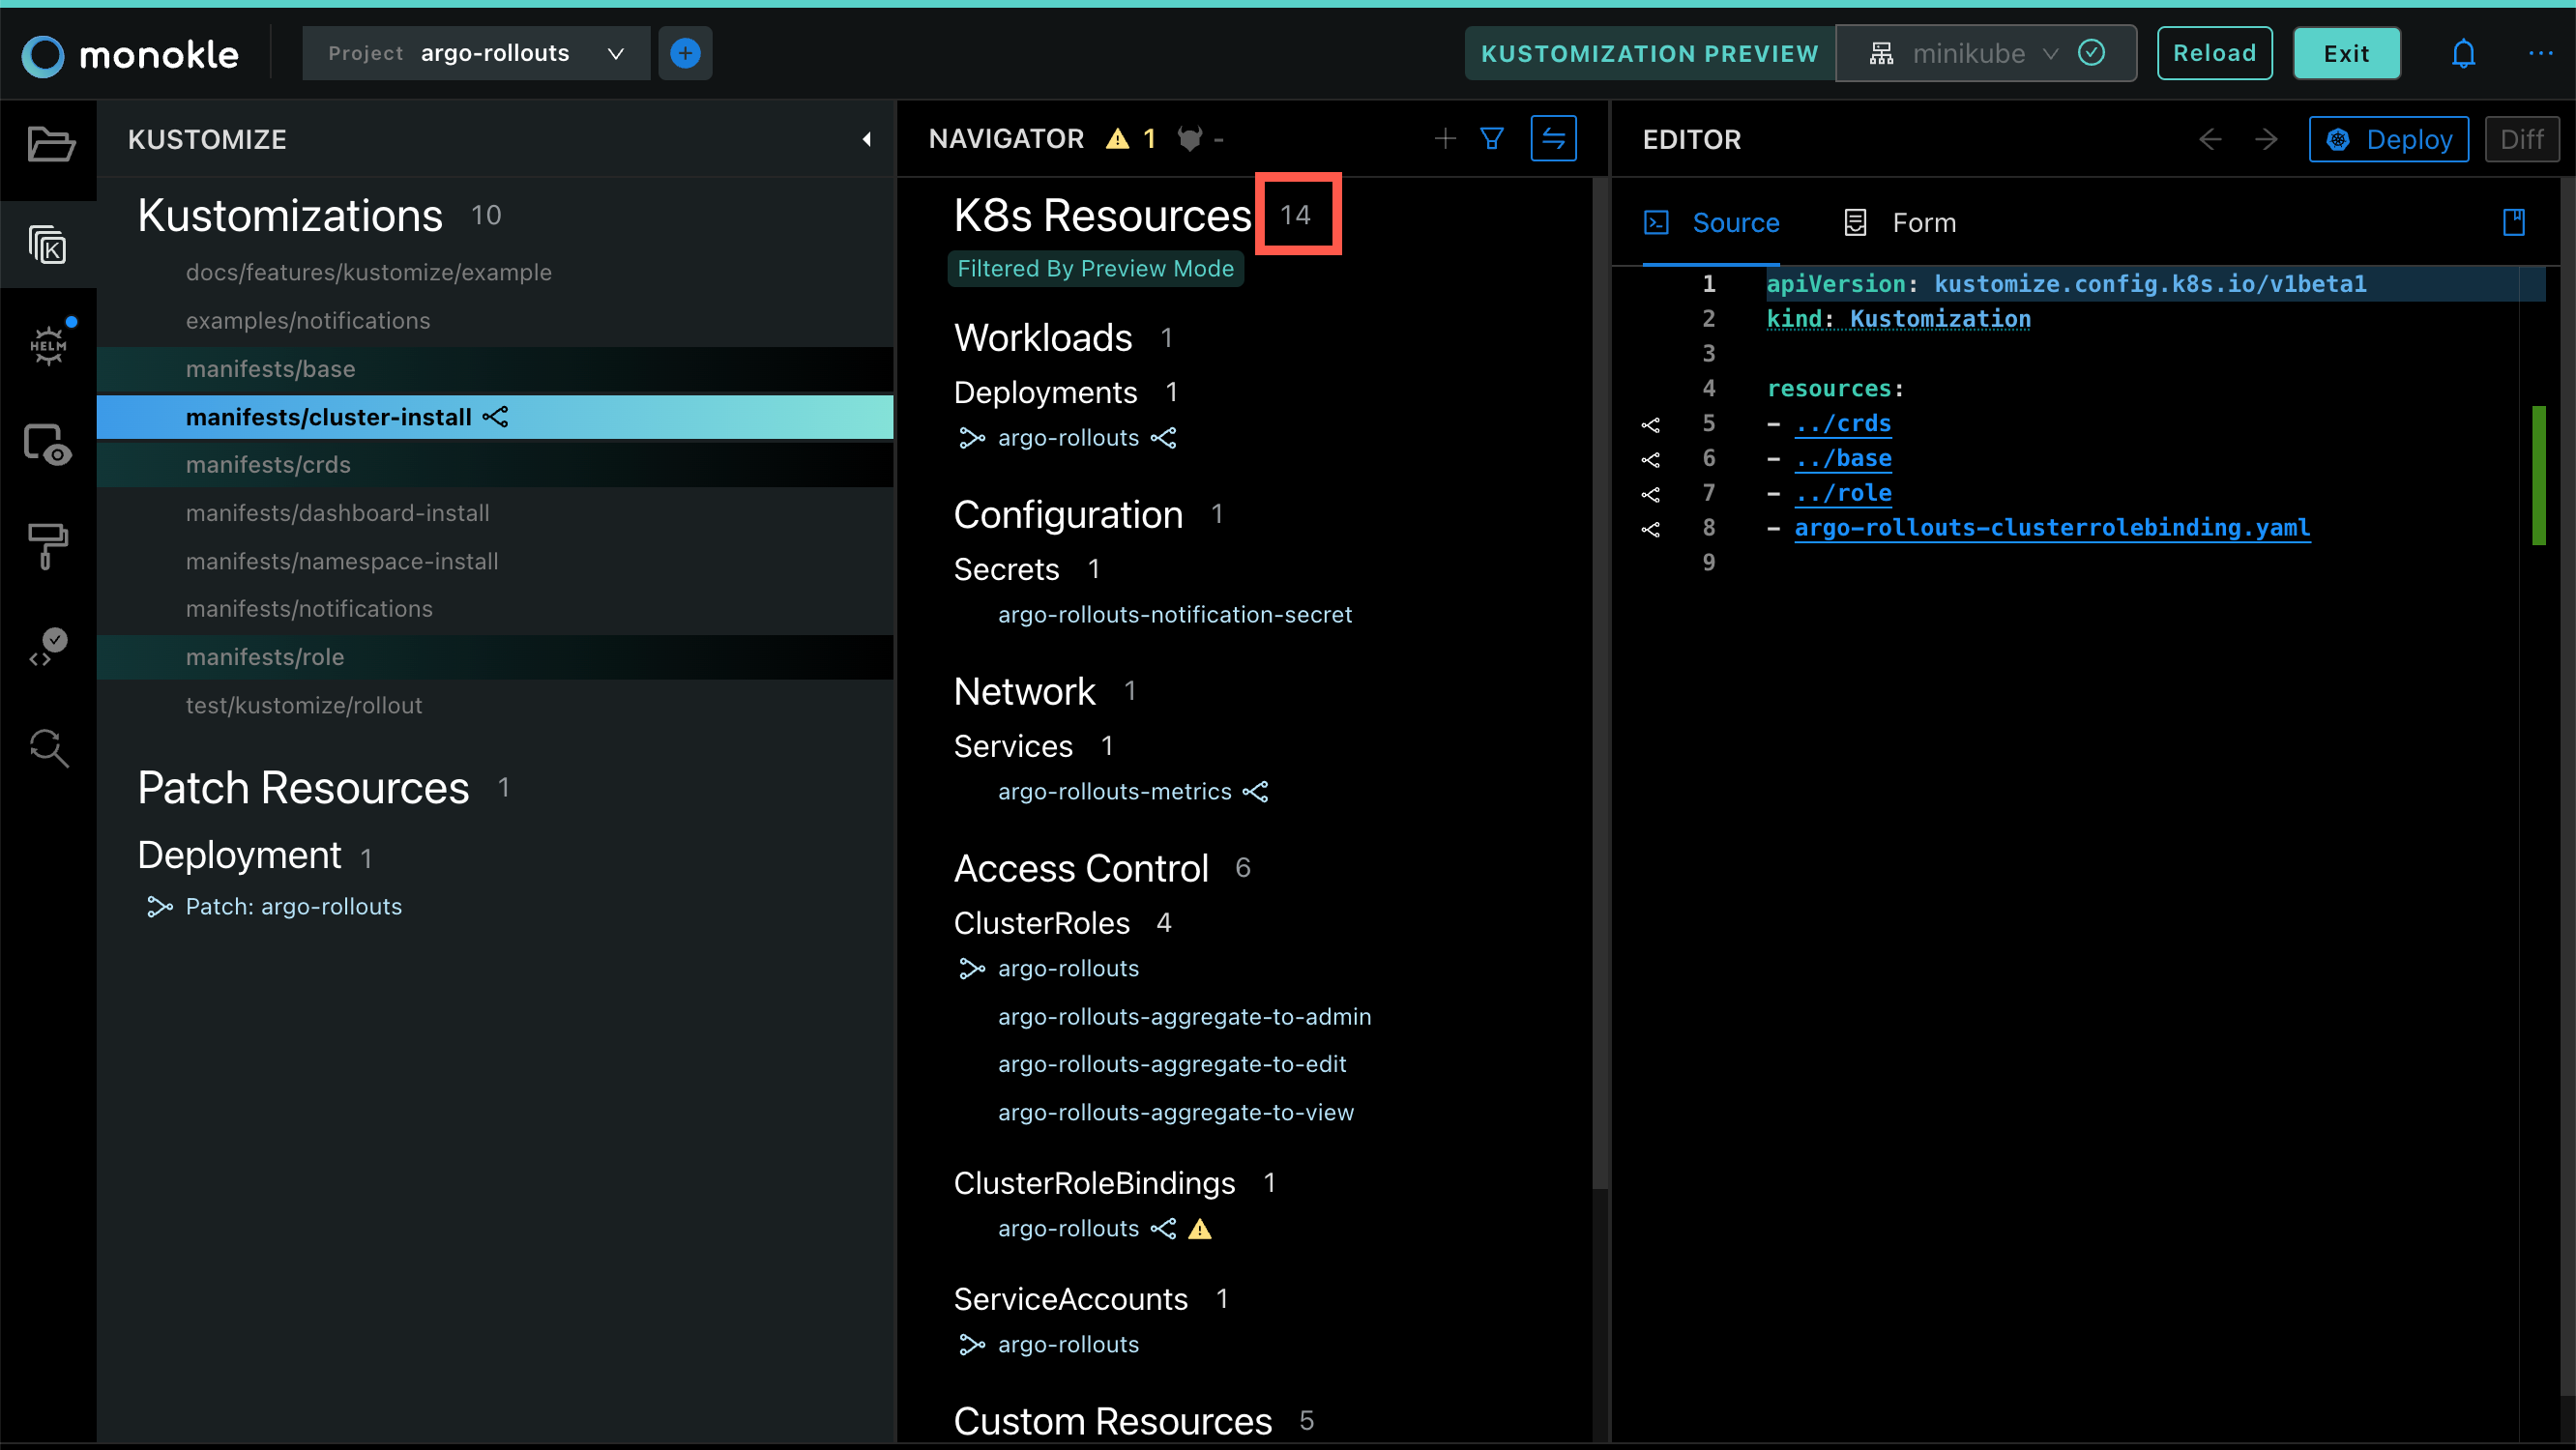 monokle
Project argo-rollouts
KUSTOMIZATION PREVIEW
minikube
Reload
Exit
KUSTOMIZE
Kustomizations 10
docs/features/kustomize/example
examples/notifications
manifests/base
manifests/cluster-install
manifests/crds
manifests/dashboard-install
manifests/namespace-install
manifests/notifications
manifests/role
test/kustomize/rollout
Patch Resources 1
Deployment 1
Patch: argo-rollouts
HELM
NAVIGATOR 1 -
K8s Resources 14
Filtered By Preview Mode
Workloads 1
Deployments 1
argo-rollouts
Configuration 1
Secrets 1
argo-rollouts-notification-secret
Network 1
Services 1
argo-rollouts-metrics
Access Control 6
ClusterRoles 4
argo-rollouts
argo-rollouts-aggregate-to-admin
argo-rollouts-aggregate-to-edit
argo-rollouts-aggregate-to-view
ClusterRoleBindings 1
argo-rollouts
ServiceAccounts 1
argo-rollouts
Custom Resources 5
EDITOR
Deploy
Diff
Source
Form
1 apiVersion: kustomize.config.k8s.io/v1beta1
2 kind: Kustomization
3
4 resources:
5 - ../crds
6 - ../base
7 - ../role
8 - argo-rollouts-clusterrolebinding.yaml
9